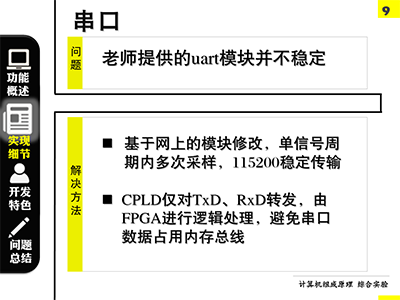 串口
9
问题
老师提供的uart模块并不稳定
功能
概述
实现
细节
开发
特色
问题
总结
解决方法
■ 基于网上的模块修改，单信号周
期内多次采样，115200稳定传输
■ CPLD仅对TxD、RxD转发，由
FPGA进行逻辑处理，避免串口
数据占用内存总线
计算机组成原理 综合实验